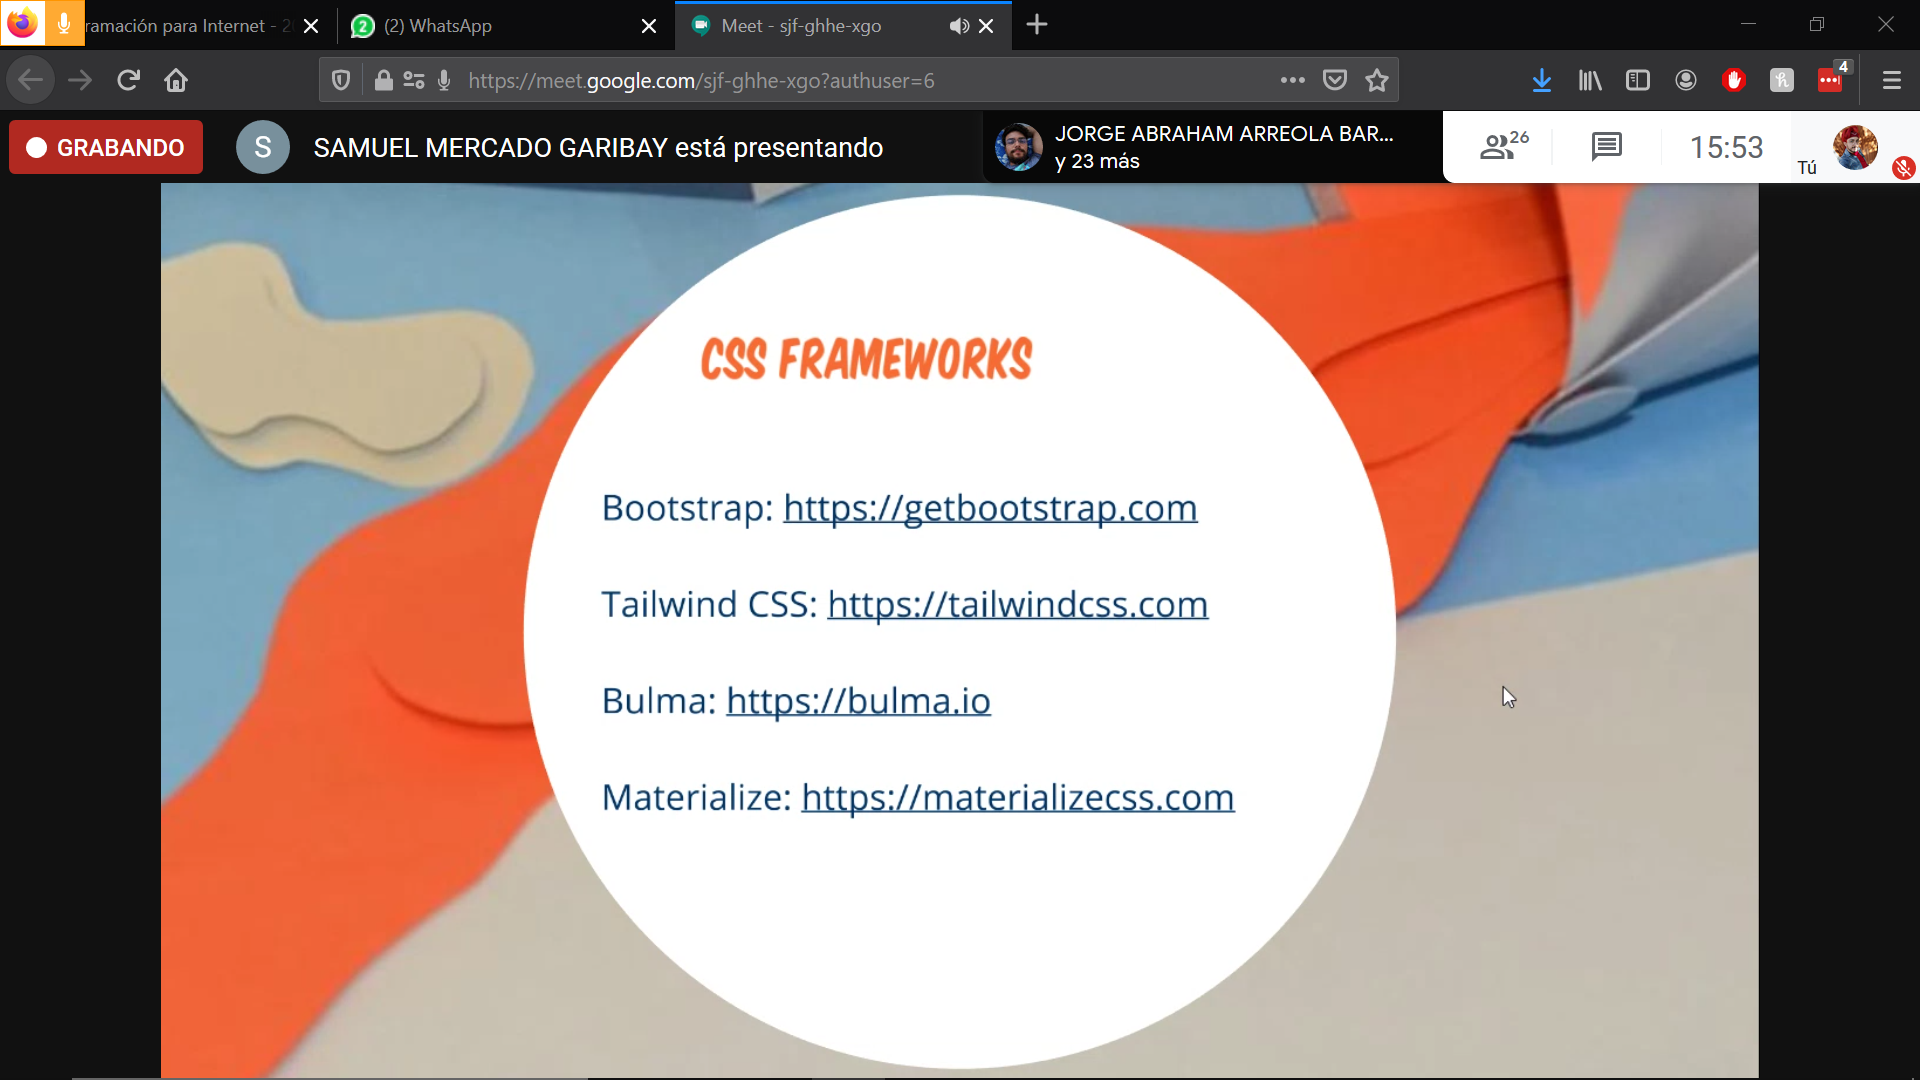 ramación para Internet - 2
(2) WhatsApp
2
Meet - sjf-ghhe-xgo
https://meet.google.com/sjf-ghhe-xgo?authuser=6
4
GRABANDO
S
SAMUEL MERCADO GARIBAY está presentando
JORGE ABRAHAM ARREOLA BAR...
y 23 más
26
15:53
Tú
CSS FRAMEWORKS
Bootstrap: https://getbootstrap.com
Tailwind CSS: https://tailwindcss.com
Bulma: https://bulma.io
Materialize: https://materializecss.com